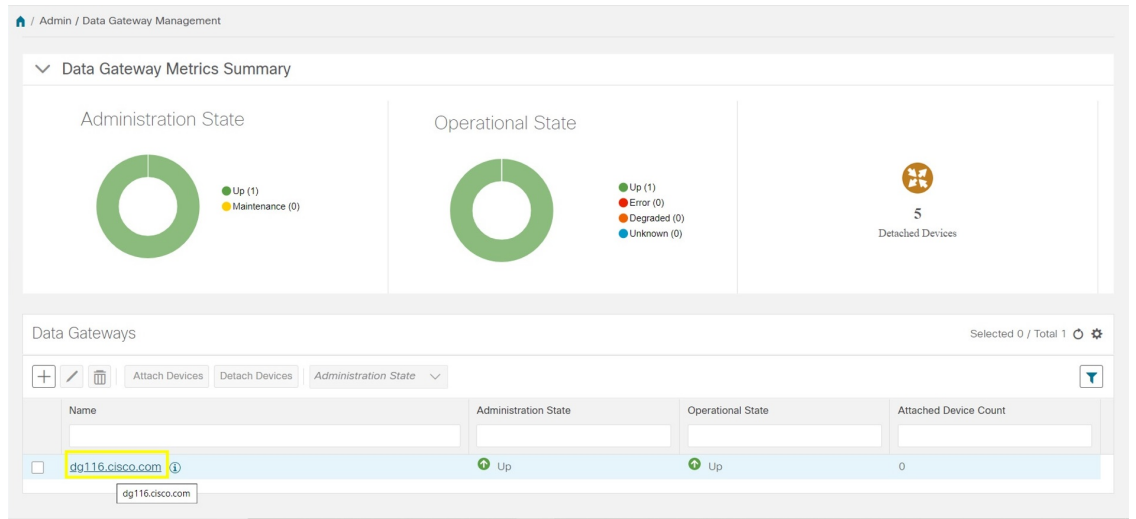 / Admin / Data Gateway Management
Data Gateway Metrics Summary
Administration State
Up (1)
Maintenance (0)
Operational State
Up (1)
Error (0)
Degraded (0)
Unknown (0)
5
Detached Devices
Data Gateways
Selected 0 / Total 1
Attach Devices Detach Devices Administration State
Name Administration State Operational State Attached Device Count
dg116.cisco.com Up Up 0
dg116.cisco.com